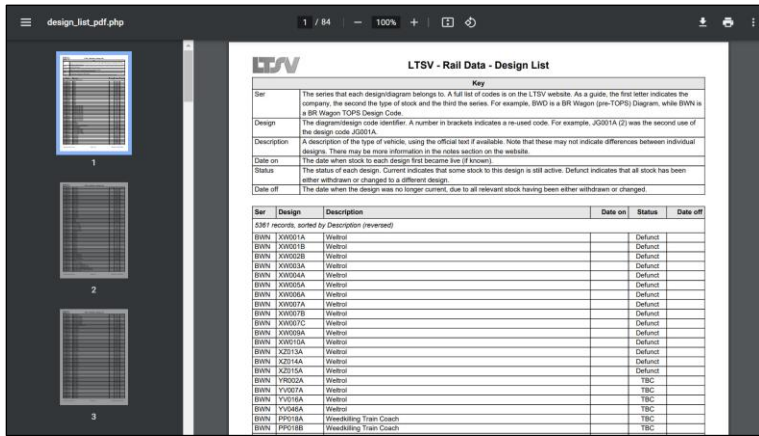 design_list_pdf.php
1 / 84
100%
1
2
3
LTSV
LTSV - Rail Data - Design List
Key
Ser The series that each design/diagram belongs to. A full list of codes is on the LTSV website. As a guide, the first letter indicates the
company, the second the type of stock and the third the series. For example, BWD is a BR Wagon (pre-TOPS) Diagram, while BWN is
a BR Wagon TOPS Design Code.
Design The diagram/design code identifier. A number in brackets indicates a re-used code. For example, JG001A (2) was the second use of
the design code JG001A.
Description A description of the type of vehicle, using the official text if available. Note that these may not indicate differences between individual
designs. There may be more information in the notes section on the website.
Date on The date when stock to each design first became live (if known).
Status The status of each design. Current indicates that some stock to this design is still active. Defunct indicates that all stock has been
either withdrawn or changed to a different design.
Date off The date when the design was no longer current, due to all relevant stock having been either withdrawn or changed.
Ser Design Description Date on Status Date off
5361 records, sorted by Description (reversed)
BWN XW001A Weltrol Defunct
BWN XW001B Weltrol Defunct
BWN XW002B Weltrol Defunct
BWN XW003A Weltrol Defunct
BWN XW004A Weltrol Defunct
BWN XW005A Weltrol Defunct
BWN XW006A Weltrol Defunct
BWN XW007A Weltrol Defunct
BWN XW007B Weltrol Defunct
BWN XW007C Weltrol Defunct
BWN XW009A Weltrol Defunct
BWN XW010A Weltrol Defunct
BWN XZ013A Weltrol Defunct
BWN XZ014A Weltrol Defunct
BWN XZ015A Weltrol Defunct
BWN YR002A Weltrol TBC
BWN YV007A Weltrol TBC
BWN YV016A Weltrol TBC
BWN YV046A Weltrol TBC
BWN PP018A Weedkilling Train Coach TBC
BWN PP018B Weedkilling Train Coach TBC